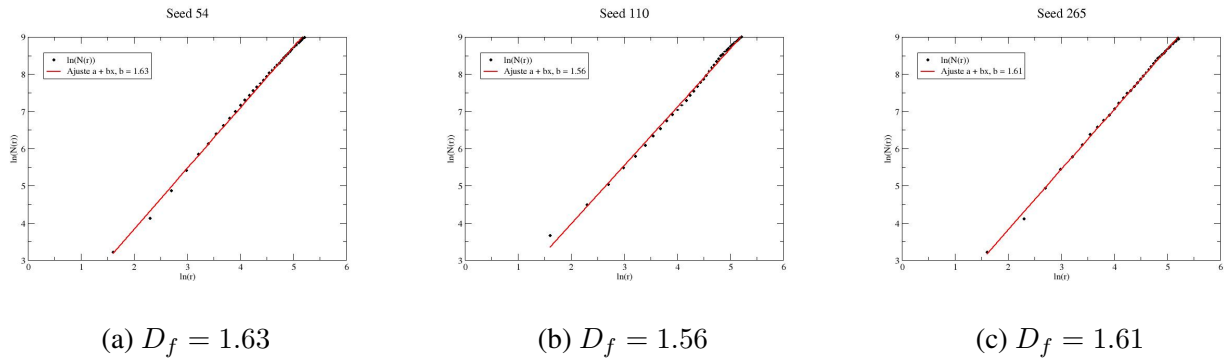 Seed 54
9
8
7
6
5
4
3
ln(N(r))
0
1
2
3
4
5
6
ln(r)
ln(N(r))
Ajuste a + bx, b = 1.63
(a) D_f = 1.63
Seed 110
9
8
7
6
5
4
3
ln(N(r))
0
1
2
3
4
5
6
ln(r)
ln(N(r))
Ajuste a + bx, b = 1.56
(b) D_f = 1.56
Seed 265
9
8
7
6
5
4
3
ln(N(r))
0
1
2
3
4
5
6
ln(r)
ln(N(r))
Ajuste a + bx, b = 1.61
(c) D_f = 1.61